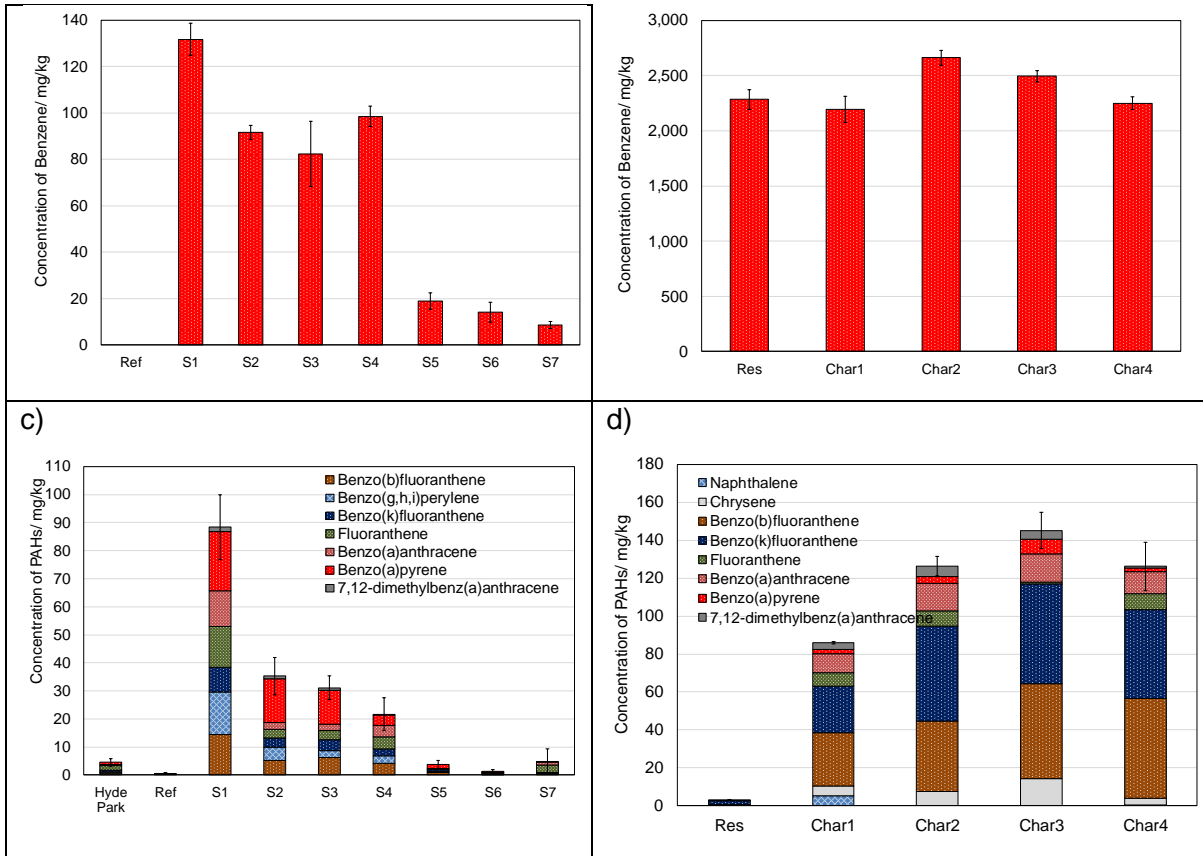 Concentration of Benzene/ mg/kg
140
120
100
80
60
40
20
0
Ref S1 S2 S3 S4 S5 S6 S7
Concentration of Benzene/ mg/kg
3,000
2,500
2,000
1,500
1,000
500
0
Res Char1 Char2 Char3 Char4
c)
Concentration of PAHs/ mg/kg
110
100
90
80
70
60
50
40
30
20
10
0
Benzo(b)fluoranthene
Benzo(g,h,i)perylene
Benzo(k)fluoranthene
Fluoranthene
Benzo(a)anthracene
Benzo(a)pyrene
7,12-dimethylbenz(a)anthracene
Hyde Ref S1 S2 S3 S4 S5 S6 S7
Park
d)
Concentration of PAHs/ mg/kg
180
160
140
120
100
80
60
40
20
0
Naphthalene
Chrysene
Benzo(b)fluoranthene
Benzo(k)fluoranthene
Fluoranthene
Benzo(a)anthracene
Benzo(a)pyrene
7,12-dimethylbenz(a)anthracene
Res Char1 Char2 Char3 Char4